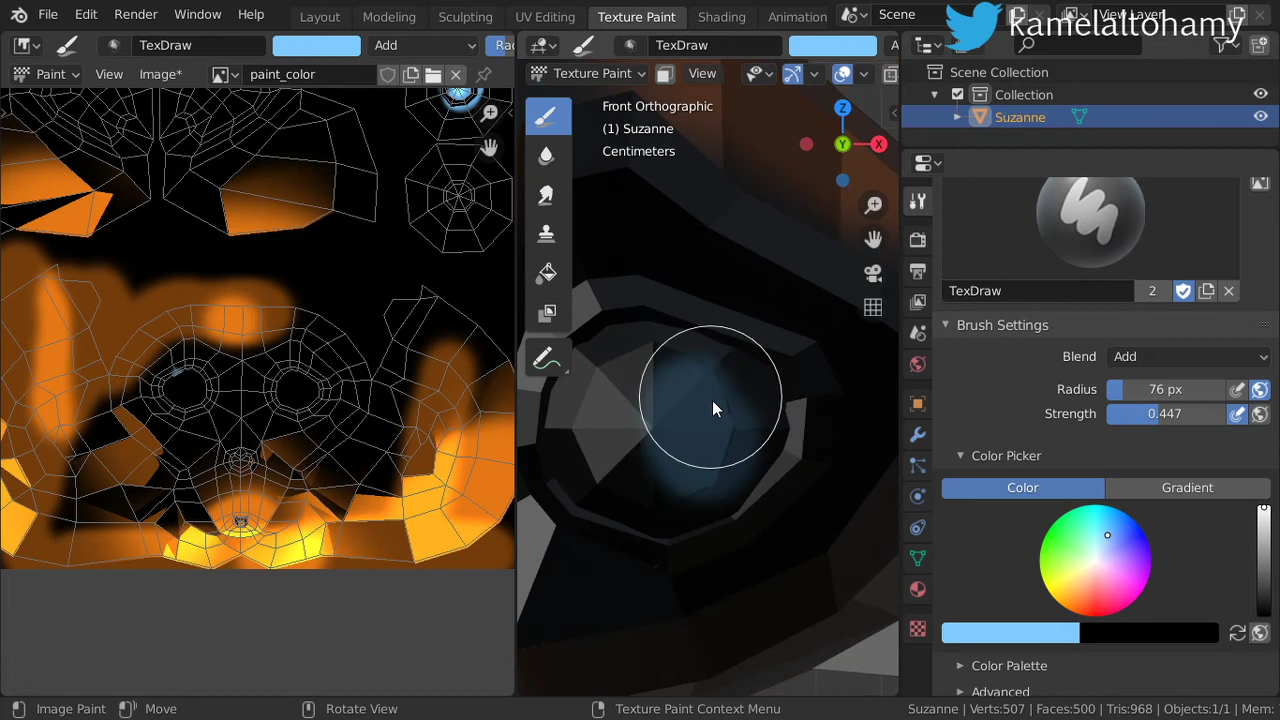 File Edit Render Window Help Layout Modeling Sculpting UV Editing Texture Paint Shading Animation Scene View Layer
kamelaltohamy
TexDraw Add TexDraw
Paint View Image* paint_color Texture Paint View
Scene Collection
Collection
Suzanne
Front Orthographic
(1) Suzanne
Centimeters
Z
Y X
TexDraw 2
Brush Settings
Blend Add
Radius 76 px
Strength 0.447
Color Picker
Color Gradient
Color Palette
Advanced
Image Paint Move Rotate View Texture Paint Context Menu Suzanne | Verts:507 | Faces:500 | Tris:968 | Objects:1/1 | Mem: